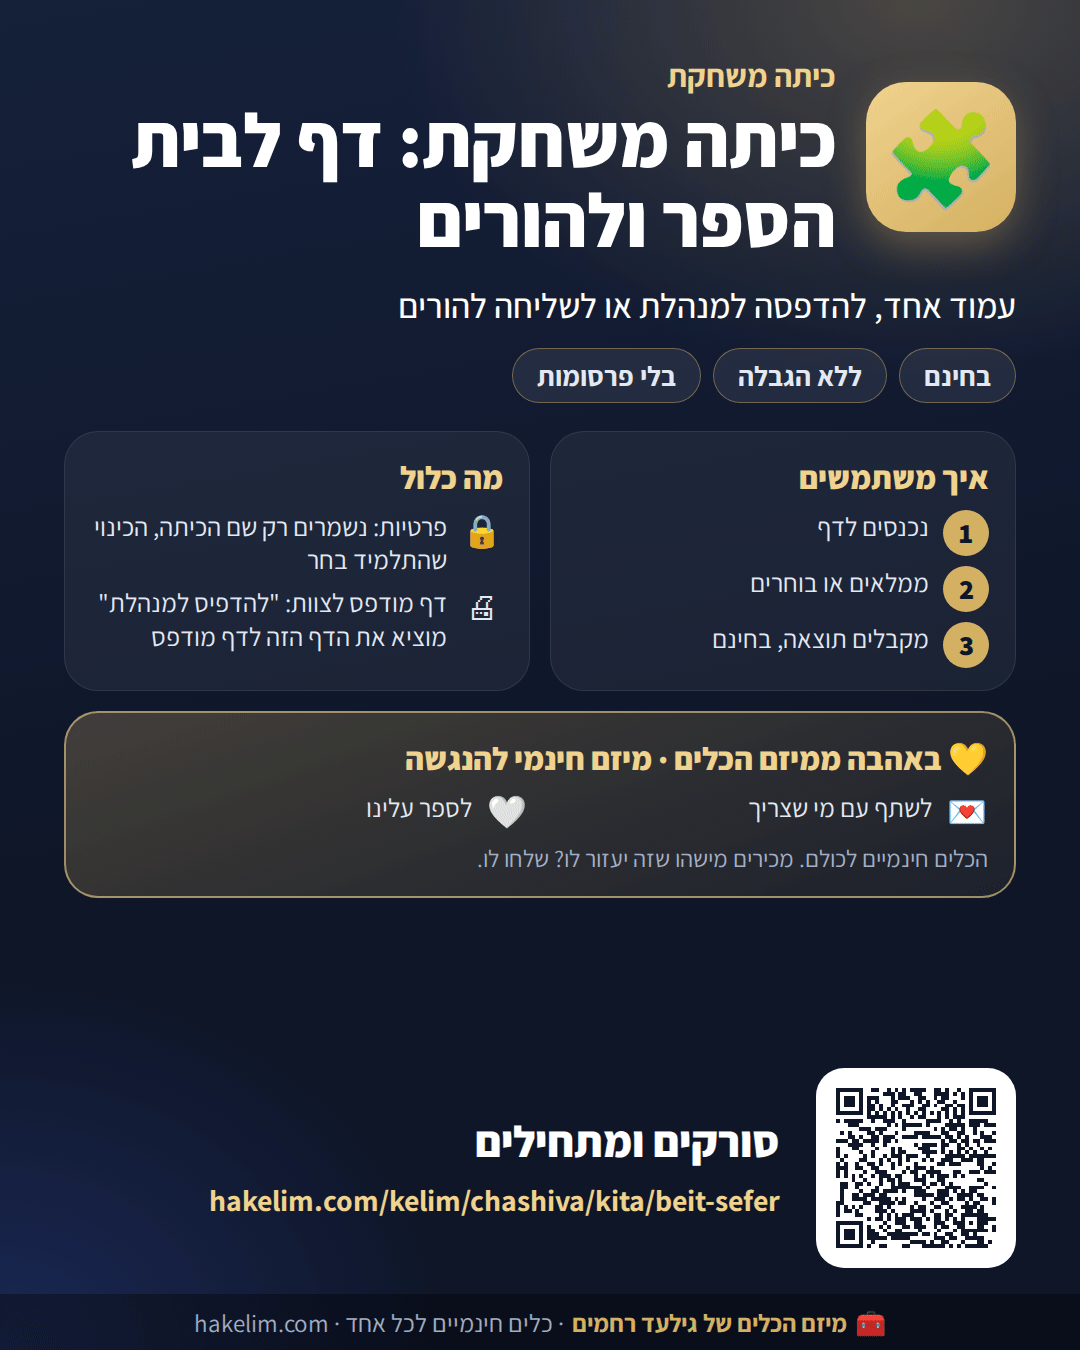 כיתה משחקת
כיתה משחקת: דף לבית
הספר ולהורים
עמוד אחד, להדפסה למנהלת או לשליחה להורים
בחינם
ללא הגבלה
בלי פרסומות
איך משתמשים
1 נכנסים לדף
2 ממלאים או בוחרים
3 מקבלים תוצאה, בחינם
מה כלול
פרטיות: נשמרים רק שם הכיתה, הכינוי
שהתלמיד בחר
דף מודפס לצוות: "להדפיס למנהלת"
מוציא את הדף הזה לדף מודפס
באהבה ממיזם הכלים · מיזם חינמי להנגשה
לשתף עם מי שצריך
לספר עלינו
הכלים חינמיים לכולם. מכירים מישהו שזה יעזור לו? שלחו לו.
סורקים ומתחילים
hakelim.com/kelim/chashiva/kita/beit-sefer
מיזם הכלים של גילעד רחמים · כלים חינמיים לכל אחד · hakelim.com